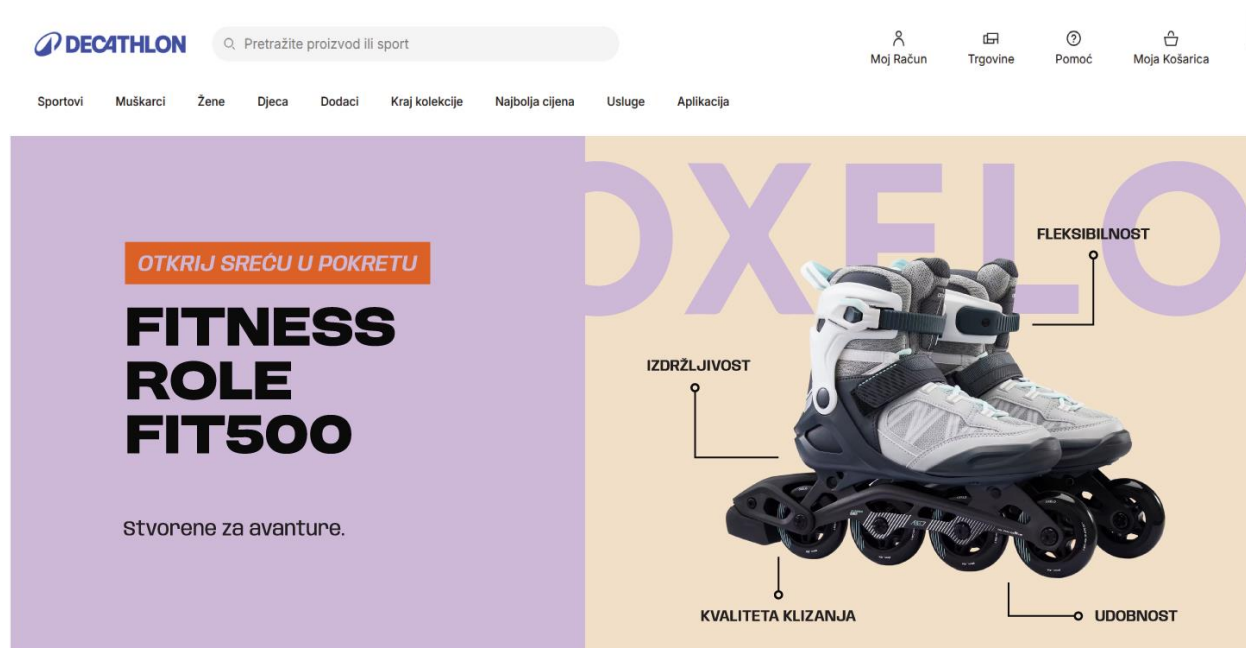 DECATHLON
Pretražite proizvod ili sport
Moj Račun
Trgovine
Pomoć
Moja Košarica
Sportovi
Muškarci
Žene
Djeca
Dodaci
Kraj kolekcije
Najbolja cijena
Usluge
Aplikacija
OXELO
OTKRIJ SREĆU U POKRETU
FITNESS
ROLE
FIT500
Stvorene za avanture.
FLEKSIBILNOST
IZDRŽLJIVOST
KVALITETA KLIZANJA
UDOBNOST